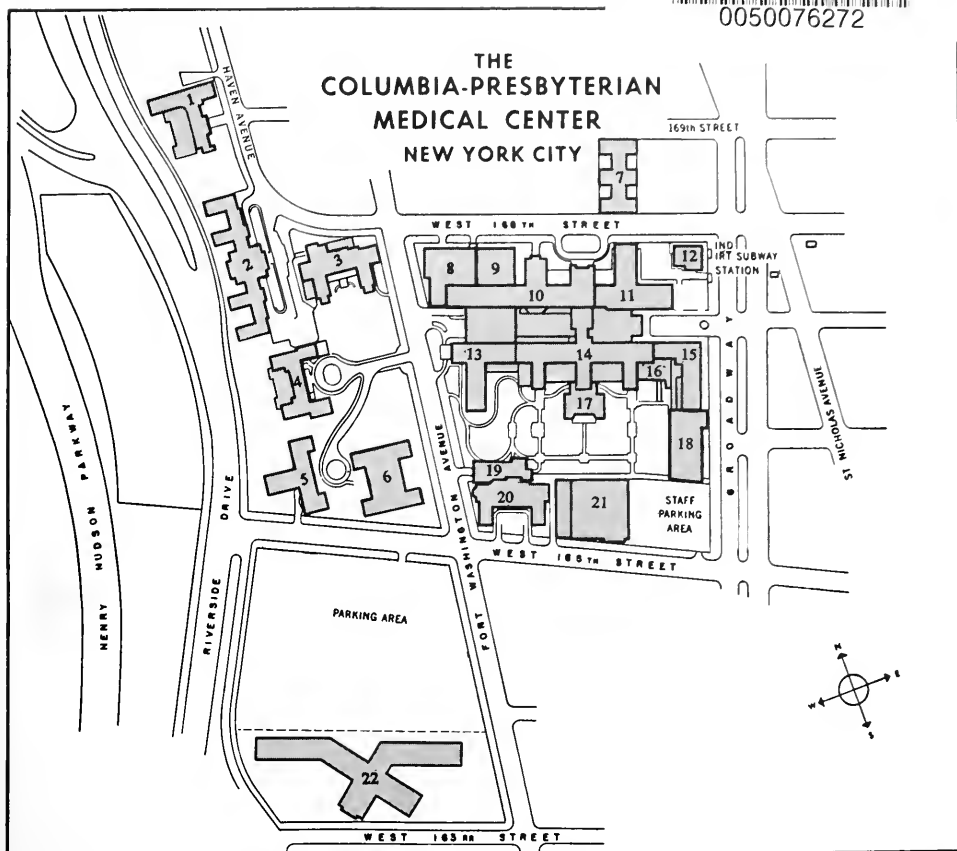 0050076272
THE
COLUMBIA-PRESBYTERIAN
MEDICAL CENTER
NEW YORK CITY
HAVEN AVENUE
1
169th STREET
7
WEST 168TH STREET
2
3
8
9
10
11
12
IND
IRT SUBWAY
STATION
4
13
14
15
16
17
18
BROADWAY
ST NICHOLAS AVENUE
5
6
19
20
21
STAFF
PARKING
AREA
HENRY HUDSON PARKWAY
RIVERSIDE DRIVE
FORT WASHINGTON AVENUE
WEST 165TH STREET
PARKING AREA
N
E
W
S
22
WEST 163 RD STREET